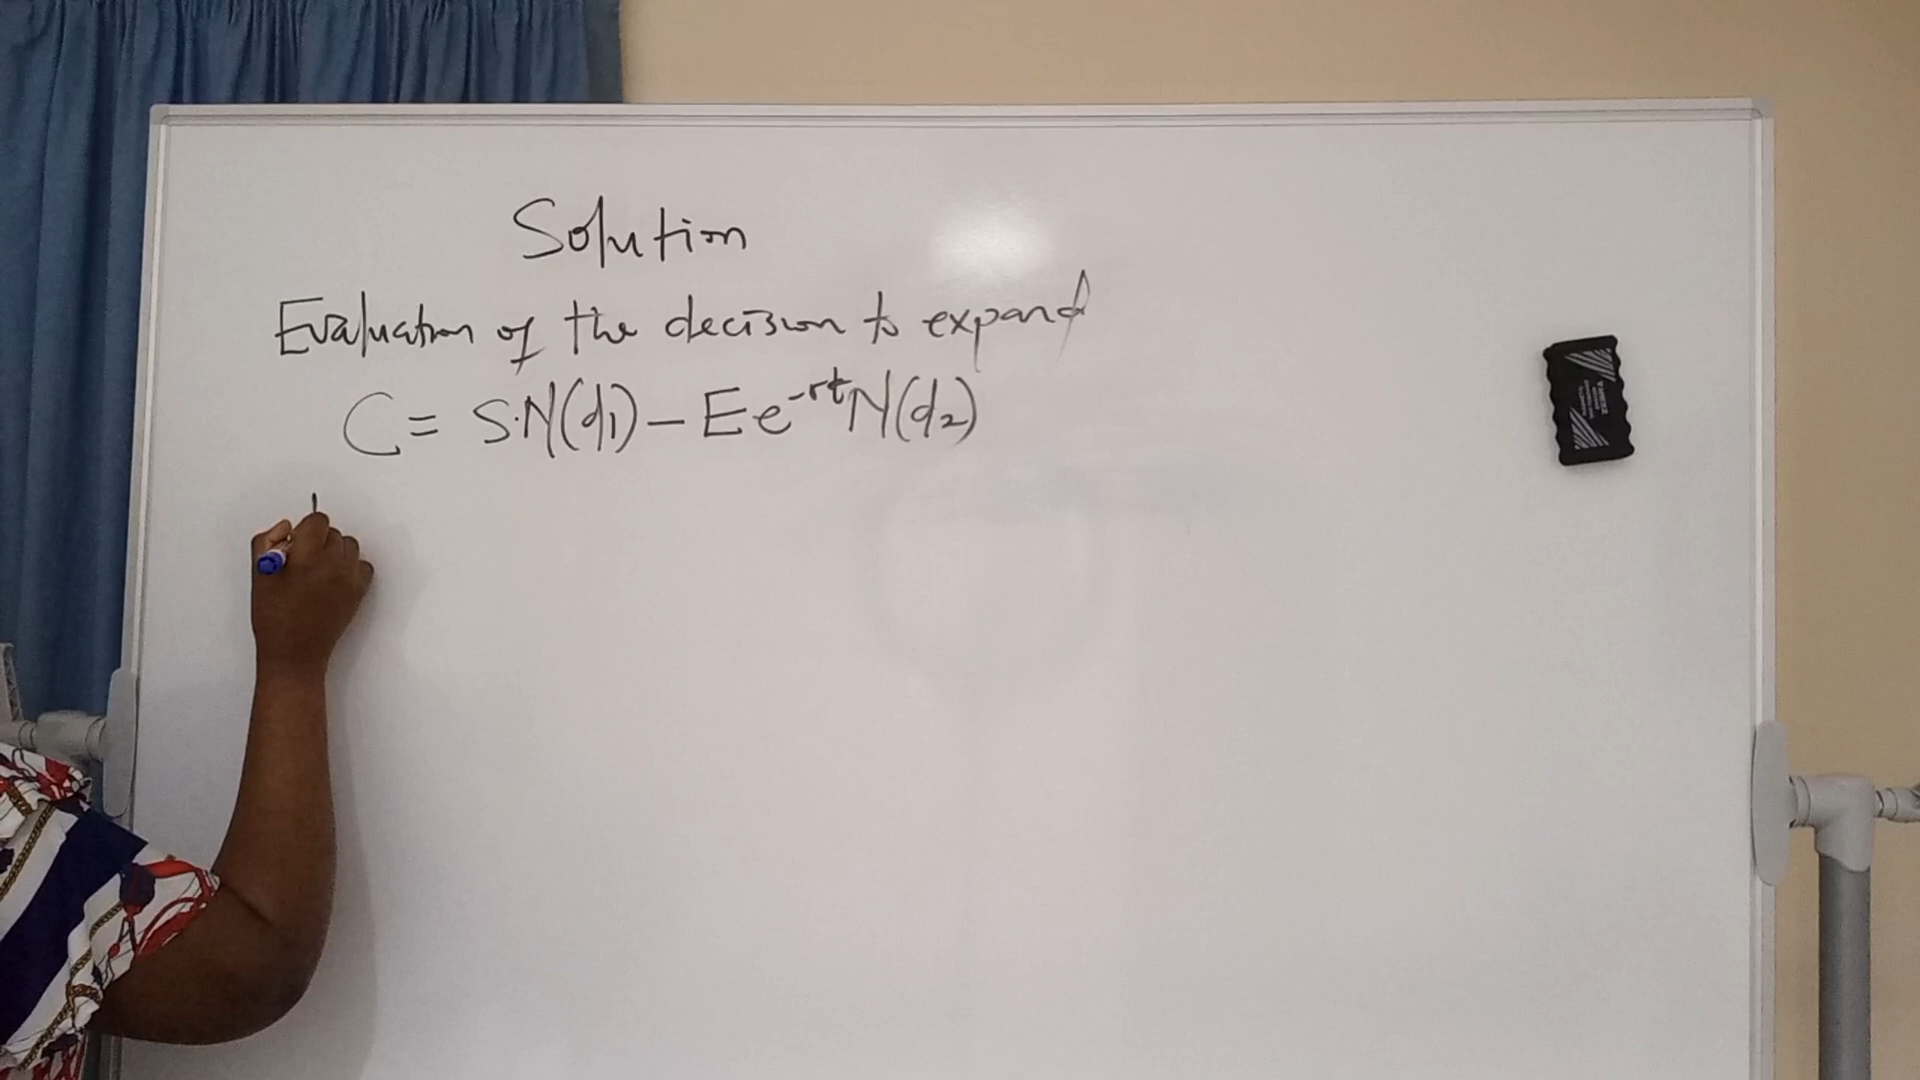 Solution
Evaluation of the decision to expand
C = S.N(d1) – Ee^-rt N(d2)